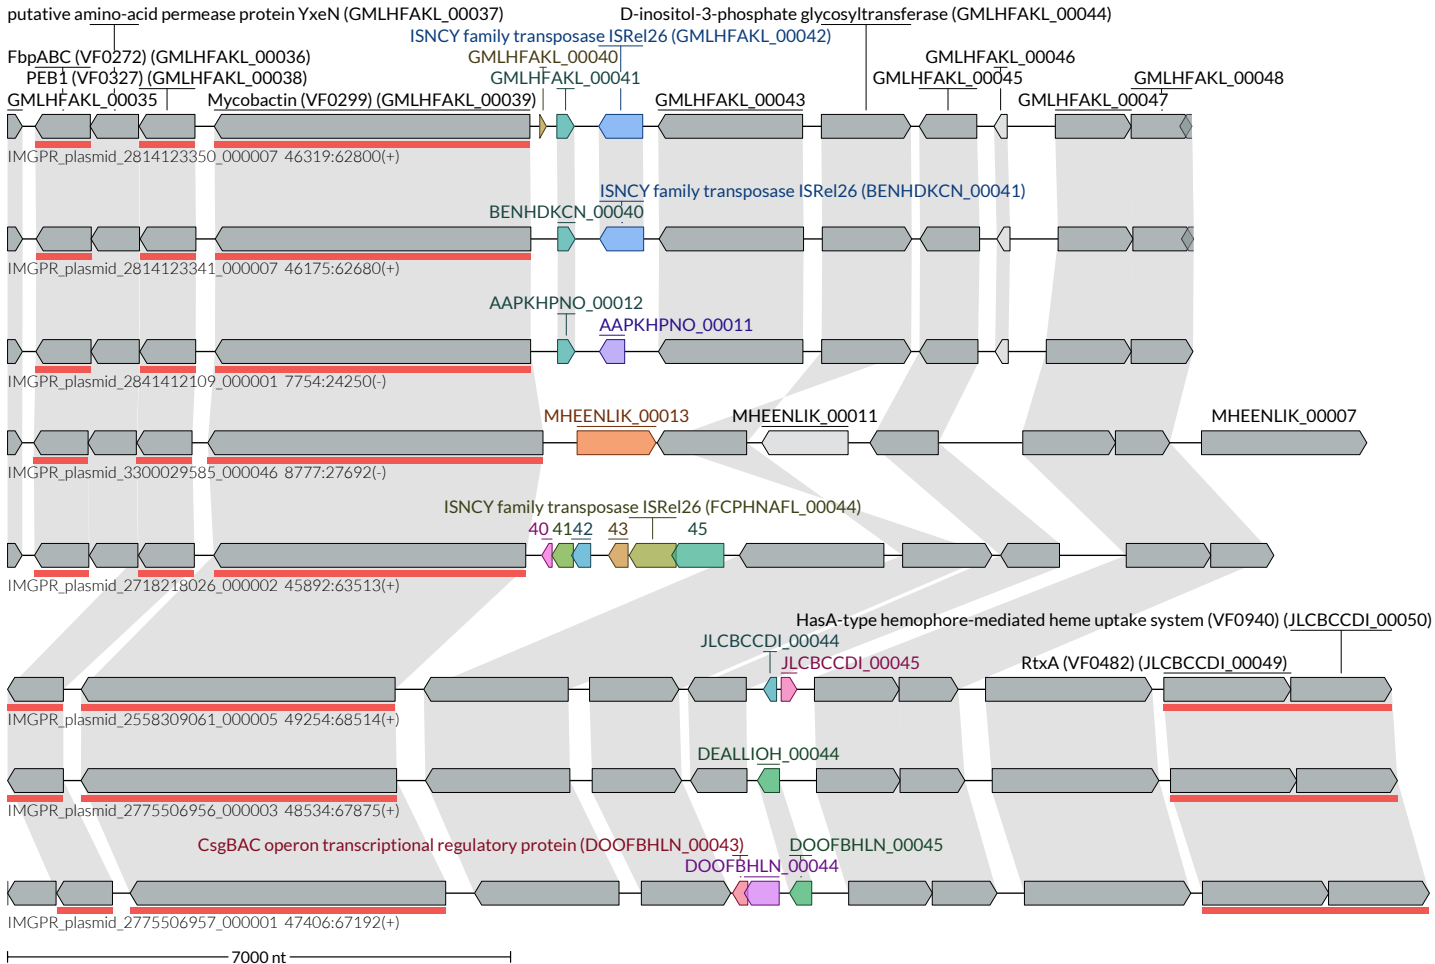 putative amino-acid permease protein YxeN (GMLHFAKL_00037)
D-inositol-3-phosphate glycosyltransferase (GMLHFAKL_00044)
ISNCY family transposase ISRel26 (GMLHFAKL_00042)
FbpABC (VF0272) (GMLHFAKL_00036)
GMLHFAKL_00040
GMLHFAKL_00046
PEB1 (VF0327) (GMLHFAKL_00038)
GMLHFAKL_00041
GMLHFAKL_00045
GMLHFAKL_00048
GMLHFAKL_00035
Mycobactin (VF0299) (GMLHFAKL_00039)
GMLHFAKL_00043
GMLHFAKL_00047
IMGPR_plasmid_2814123350_000007 46319:62800(+)
ISNCY family transposase ISRel26 (BENHDKCN_00041)
BENHDKCN_00040
IMGPR_plasmid_2814123341_000007 46175:62680(+)
AAPKHPNO_00012
AAPKHPNO_00011
IMGPR_plasmid_2841412109_000001 7754:24250(-)
MHEENLIK_00013
MHEENLIK_00011
MHEENLIK_00007
IMGPR_plasmid_3300029585_000046 8777:27692(-)
ISNCY family transposase ISRel26 (FCPHNAFL_00044)
40 41 42 43 45
IMGPR_plasmid_2718218026_000002 45892:63513(+)
HasA-type hemophore-mediated heme uptake system (VF0940) (JLCBCCDI_00050)
JLCBCCDI_00044
JLCBCCDI_00045
RtxA (VF0482) (JLCBCCDI_00049)
IMGPR_plasmid_2558309061_000005 49254:68514(+)
DEALLIOH_00044
IMGPR_plasmid_2775506956_000003 48534:67875(+)
CsgBAC operon transcriptional regulatory protein (DOOFBHLN_00043)
DOOFBHLN_00045
DOOFBHLN_00044
IMGPR_plasmid_2775506957_000001 47406:67192(+)
7000 nt